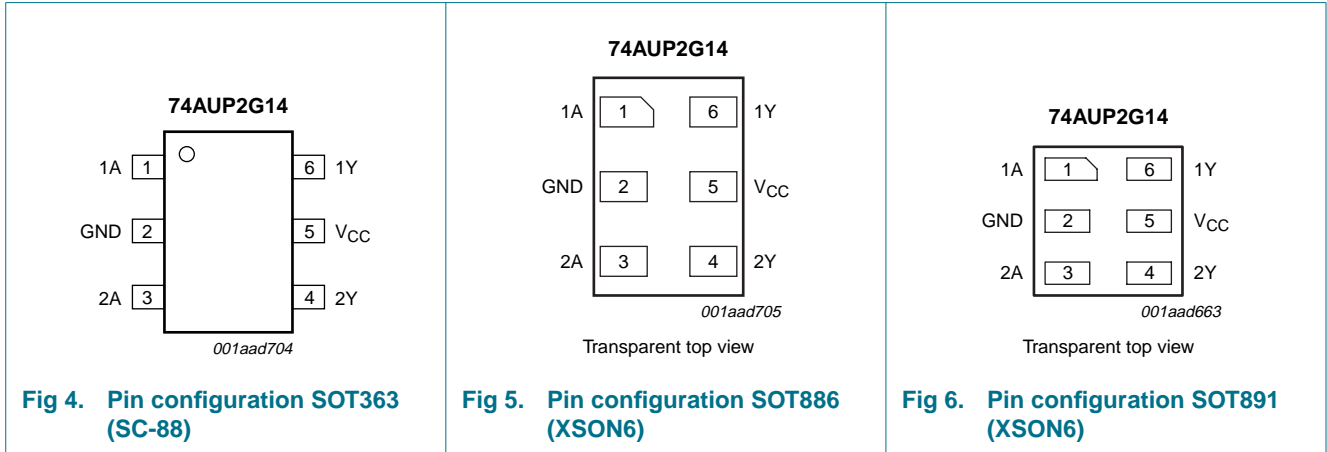 74AUP2G14
1A 1 6 1Y
GND 2 5 VCC
2A 3 4 2Y
001aad704
Fig 4. Pin configuration SOT363
(SC-88)
74AUP2G14
1A 1 6 1Y
GND 2 5 VCC
2A 3 4 2Y
001aad705
Transparent top view
Fig 5. Pin configuration SOT886
(XSON6)
74AUP2G14
1A 1 6 1Y
GND 2 5 VCC
2A 3 4 2Y
001aad663
Transparent top view
Fig 6. Pin configuration SOT891
(XSON6)